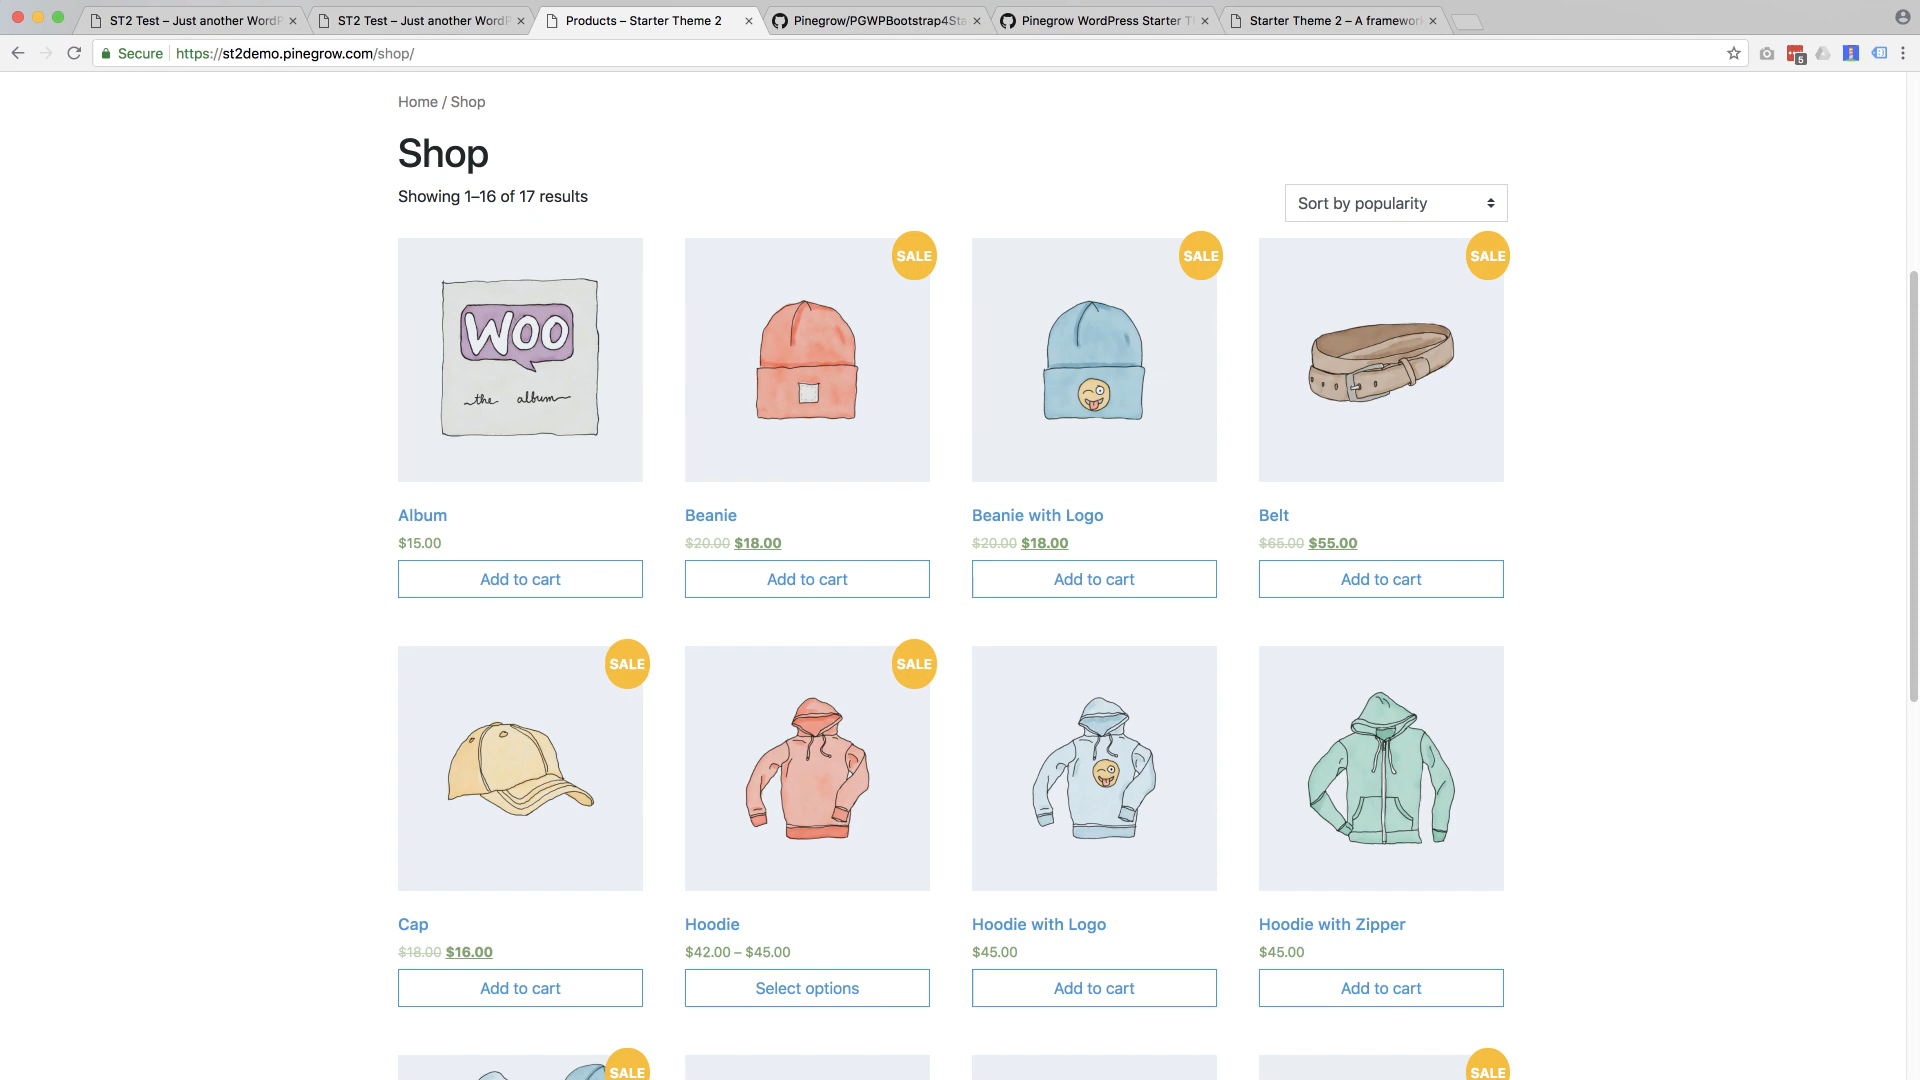 ST2 Test – Just another WordP
ST2 Test – Just another WordP
Products – Starter Theme 2
Pinegrow/PGWPBootstrap4Sta
Pinegrow WordPress Starter T
Starter Theme 2 – A framework
Secure
https://st2demo.pinegrow.com/shop/
5
Home / Shop
Shop
Showing 1–16 of 17 results
Sort by popularity
SALE
SALE
SALE
WOO
the album
Album
Beanie
Beanie with Logo
Belt
$15.00
$20.00 $18.00
$20.00 $18.00
$65.00 $55.00
Add to cart
Add to cart
Add to cart
Add to cart
SALE
SALE
Cap
Hoodie
Hoodie with Logo
Hoodie with Zipper
$18.00 $16.00
$42.00 – $45.00
$45.00
$45.00
Add to cart
Select options
Add to cart
Add to cart
SALE
SALE